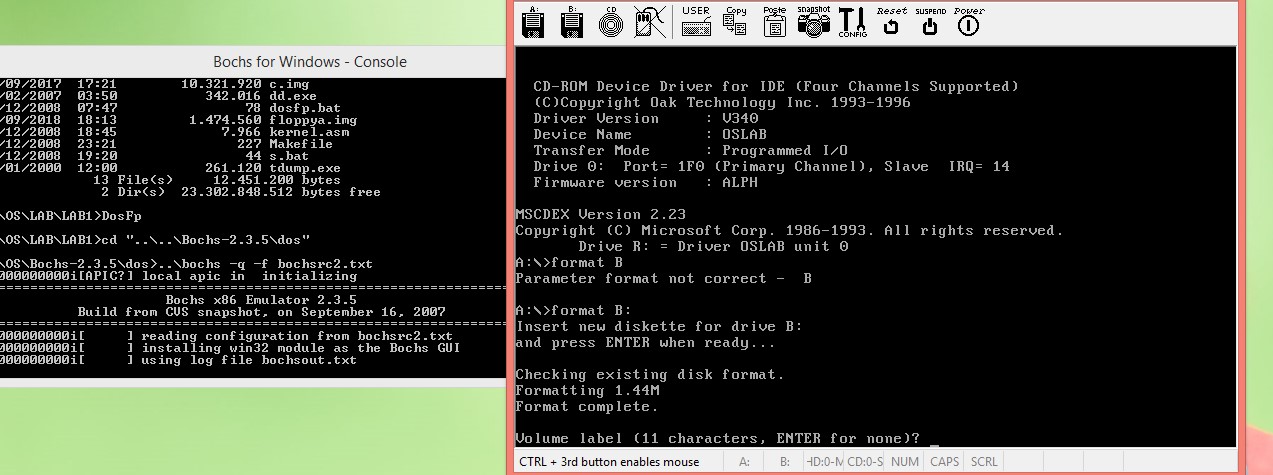 Bochs for Windows - Console
/09/2017 17:21 10.321.920 c.img
/02/2007 03:50 342.016 dd.exe
/12/2008 07:47 78 dosfp.bat
/09/2018 18:13 1.474.560 floppya.img
/12/2008 18:45 7.966 kernel.asm
/12/2008 23:21 227 Makefile
/12/2008 19:20 44 s.bat
/01/2000 12:00 261.120 tdump.exe
13 File(s) 12.451.200 bytes
2 Dir(s) 23.302.848.512 bytes free
\OS\LAB\LAB1>DosFp
\OS\LAB\LAB1>cd "..\..\Bochs-2.3.5\dos"
\OS\Bochs-2.3.5\dos>..\bochs -q -f bochsrc2.txt
000000000i[APIC?] local apic in initializing
========================================================================
Bochs x86 Emulator 2.3.5
Build from CVS snapshot, on September 16, 2007
========================================================================
000000000i[ ] reading configuration from bochsrc2.txt
000000000i[ ] installing win32 module as the Bochs GUI
000000000i[ ] using log file bochsout.txt
A: B: CD USER Copy Paste snapshot CONFIG Reset SUSPEND Power
CD-ROM Device Driver for IDE (Four Channels Supported)
(C)Copyright Oak Technology Inc. 1993-1996
Driver Version : V340
Device Name : OSLAB
Transfer Mode : Programmed I/O
Drive 0: Port= 1F0 (Primary Channel), Slave IRQ= 14
Firmware version : ALPH
MSCDEX Version 2.23
Copyright (C) Microsoft Corp. 1986-1993. All rights reserved.
Drive R: = Driver OSLAB unit 0
A:\>format B
Parameter format not correct - B
A:\>format B:
Insert new diskette for drive B:
and press ENTER when ready...
Checking existing disk format.
Formatting 1.44M
Format complete.
Volume label (11 characters, ENTER for none)? _
CTRL + 3rd button enables mouse A: B: HD:0-M CD:0-S NUM CAPS SCRL